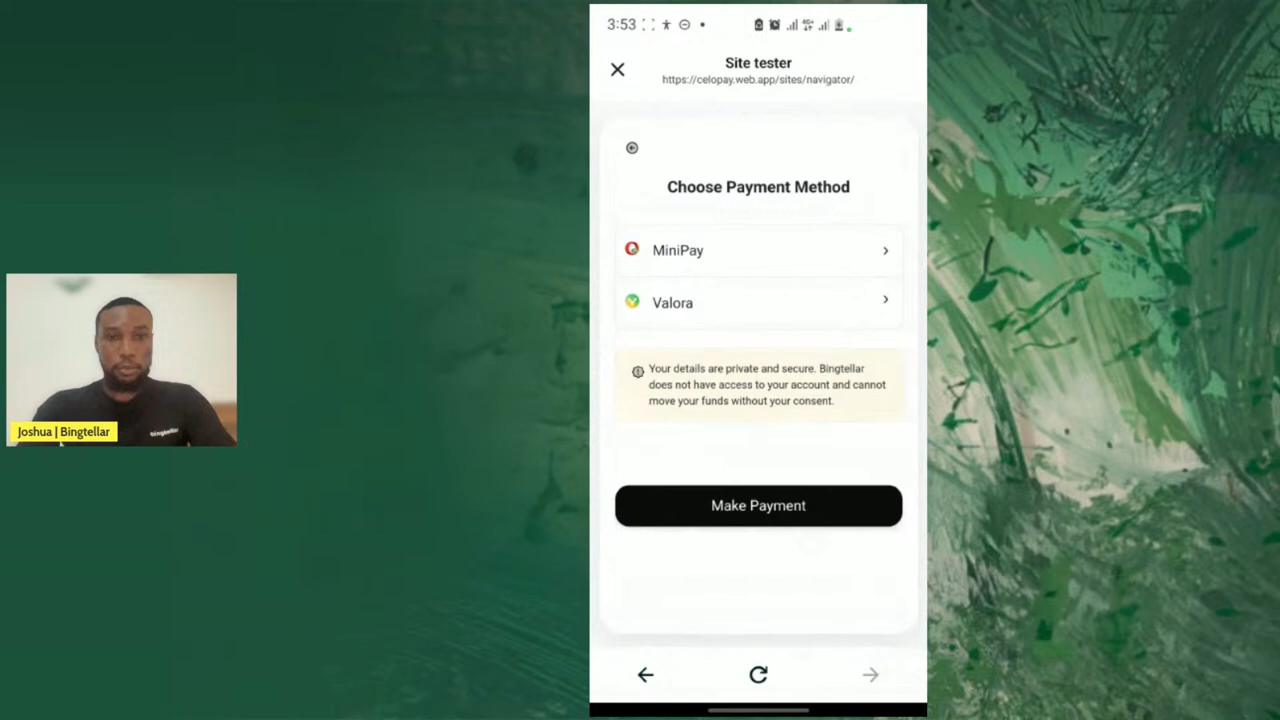 3:53
Site tester
https://celopay.web.app/sites/navigator/
Choose Payment Method
MiniPay
Valora
Your details are private and secure. Bingtellar
does not have access to your account and cannot
move your funds without your consent.
Make Payment
Joshua | Bingtellar
bingtellar